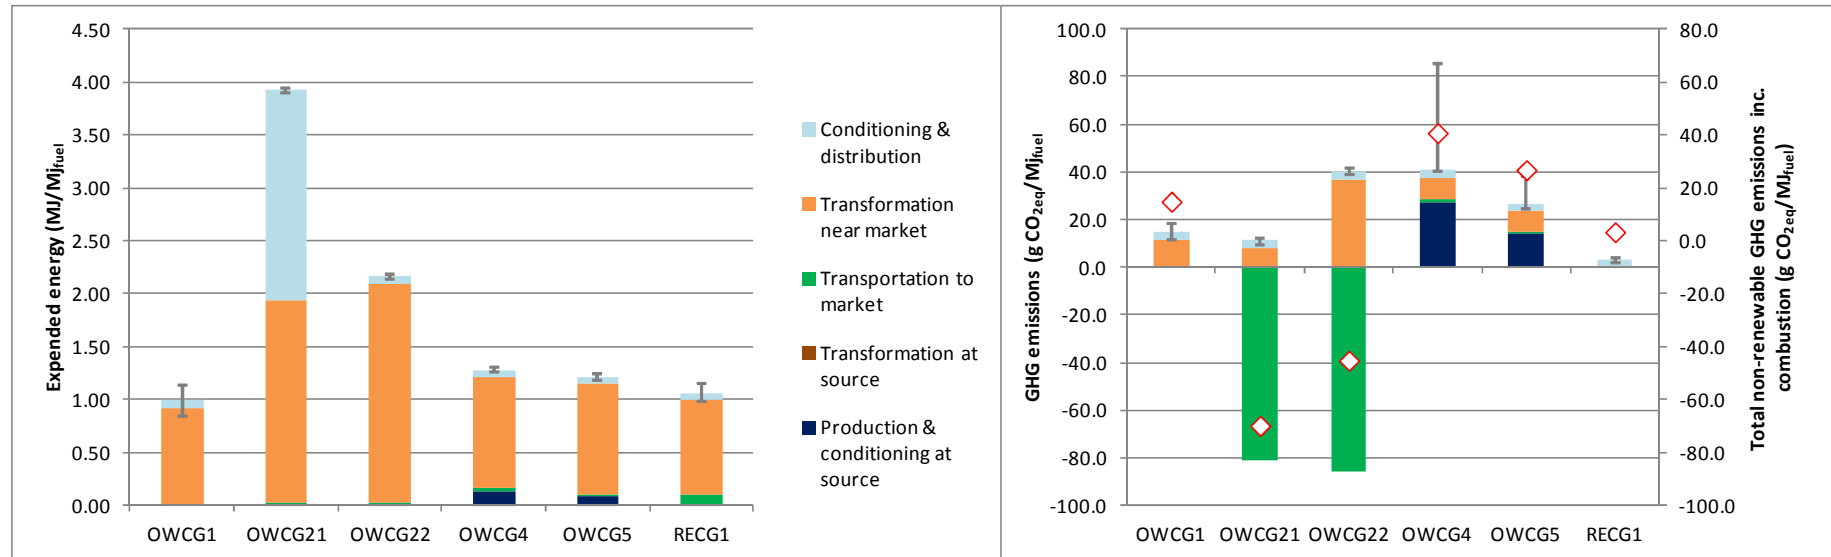 4.50
4.00
3.50
3.00
2.50
2.00
1.50
1.00
0.50
0.00
Expended energy (MJ/MJfuel
OWCG1 OWCG21 OWCG22 OWCG4 OWCG5 RECG1
Conditioning &
distribution
Transformation
near market
Transportation to
market
Transformation at
source
Production &
conditioning at
source
100.0
80.0
60.0
40.0
20.0
0.0
-20.0
-40.0
-60.0
-80.0
-100.0
GHG emissions (g CO2eq/Mjfuel
OWCG1 OWCG21 OWCG22 OWCG4 OWCG5 RECG1
80.0
60.0
40.0
20.0
0.0
-20.0
-40.0
-60.0
-80.0
-100.0
Total non-renewable GHG emissions inc.
combustion (g CO2eq/MJfuel)